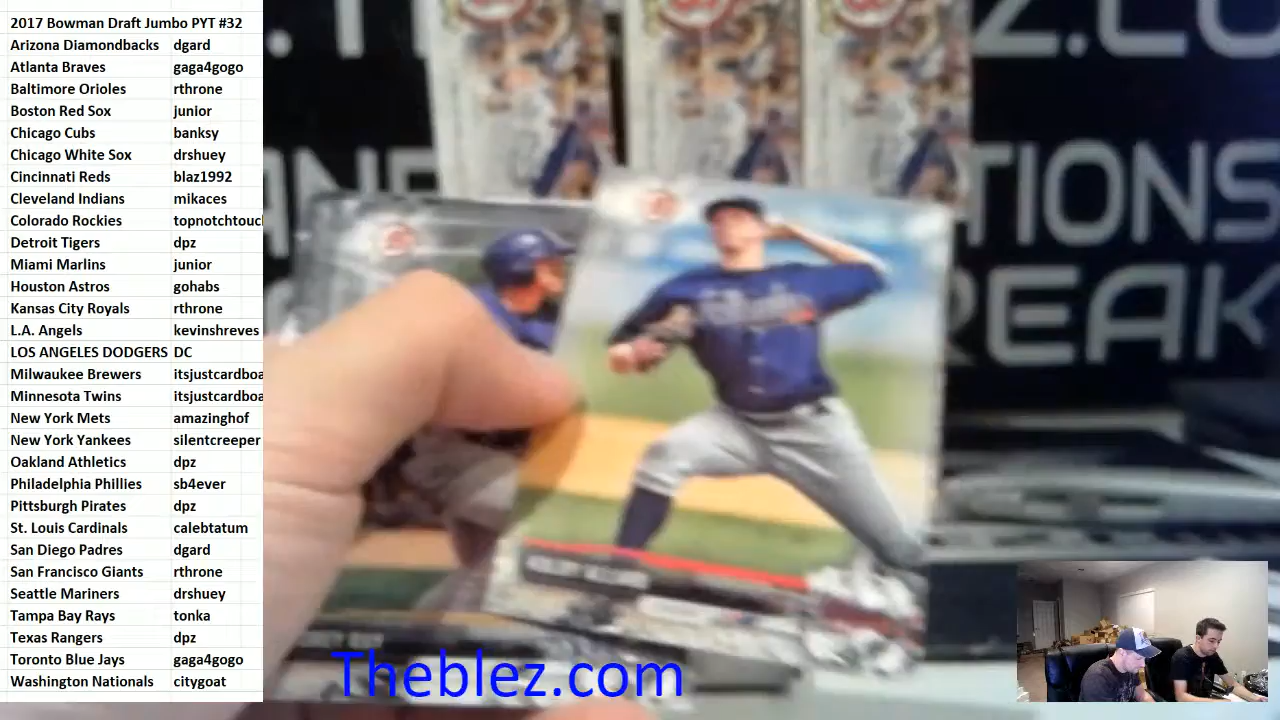 2017 Bowman Draft Jumbo PYT #32
Arizona Diamondbacks dgard
Atlanta Braves gaga4gogo
Baltimore Orioles rthrone
Boston Red Sox junior
Chicago Cubs banksy
Chicago White Sox drshuey
Cincinnati Reds blaz1992
Cleveland Indians mikaces
Colorado Rockies topnotchtouc
Detroit Tigers dpz
Miami Marlins junior
Houston Astros gohabs
Kansas City Royals rthrone
L.A. Angels kevinshreves
LOS ANGELES DODGERS DC
Milwaukee Brewers itsjustcardboa
Minnesota Twins itsjustcardboa
New York Mets amazinghof
New York Yankees silentcreeper
Oakland Athletics dpz
Philadelphia Phillies sb4ever
Pittsburgh Pirates dpz
St. Louis Cardinals calebtatum
San Diego Padres dgard
San Francisco Giants rthrone
Seattle Mariners drshuey
Tampa Bay Rays tonka
Texas Rangers dpz
Toronto Blue Jays gaga4gogo
Washington Nationals citygoat
Z.CO
TIONS
REAK
Theblez.com